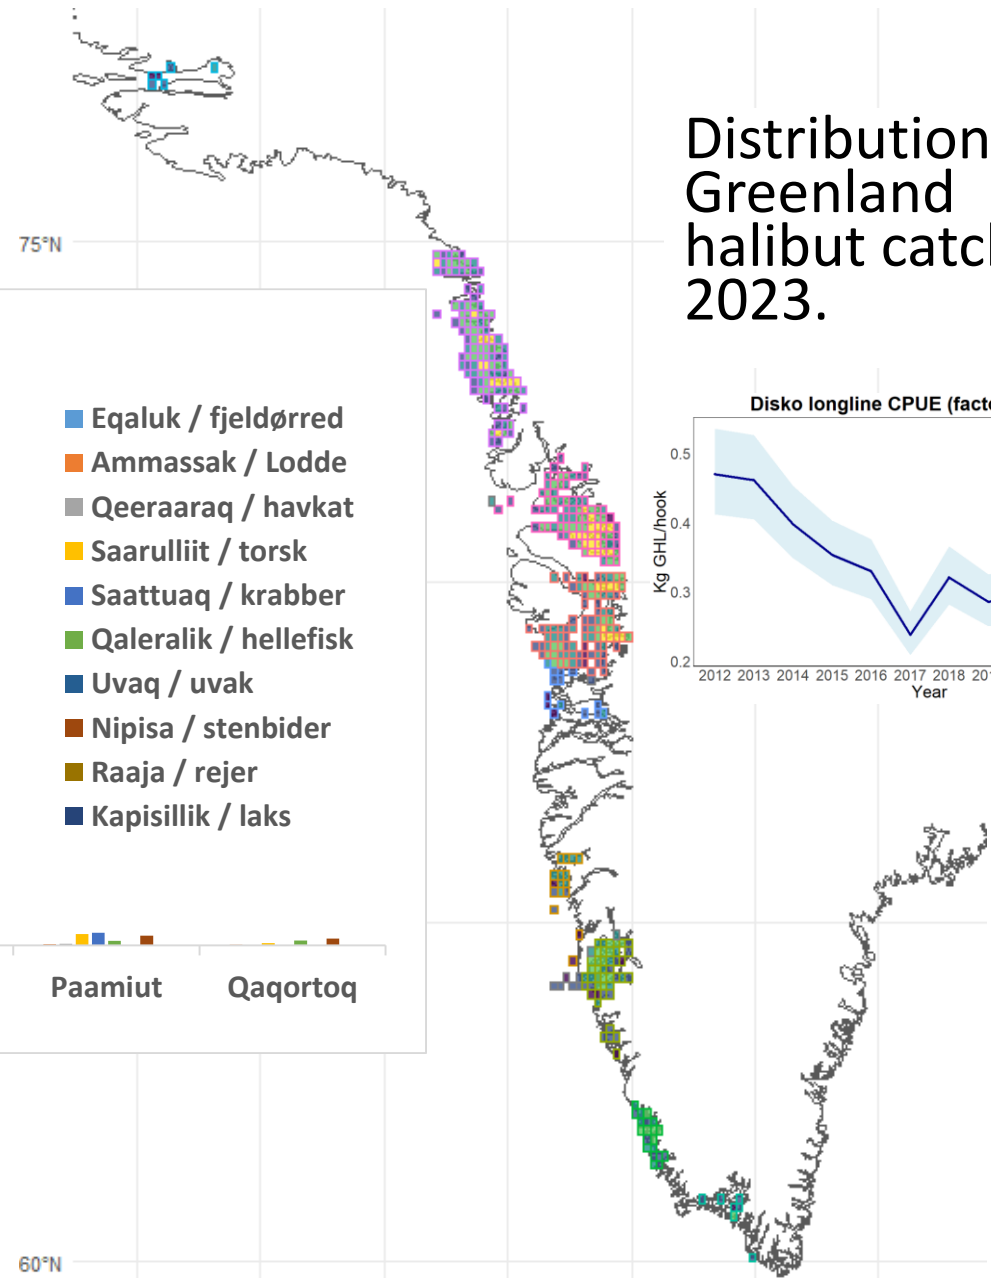 Distribution
Greenland
halibut catch
2023.
75°N
Eqaluk / fjeldørred
Ammassak / Lodde
Qeeraaraq / havkat
Saarulliit / torsk
Saattuaq / krabber
Qaleralik / hellefisk
Uvaq / uvak
Nipisa / stenbider
Raaja / rejer
Kapisillik / laks
Paamiut Qaqortoq
Disko longline CPUE (facto
Kg GHL/hook
0.5
0.4
0.3
0.2
2012 2013 2014 2015 2016 2017 2018 201
Year
60°N